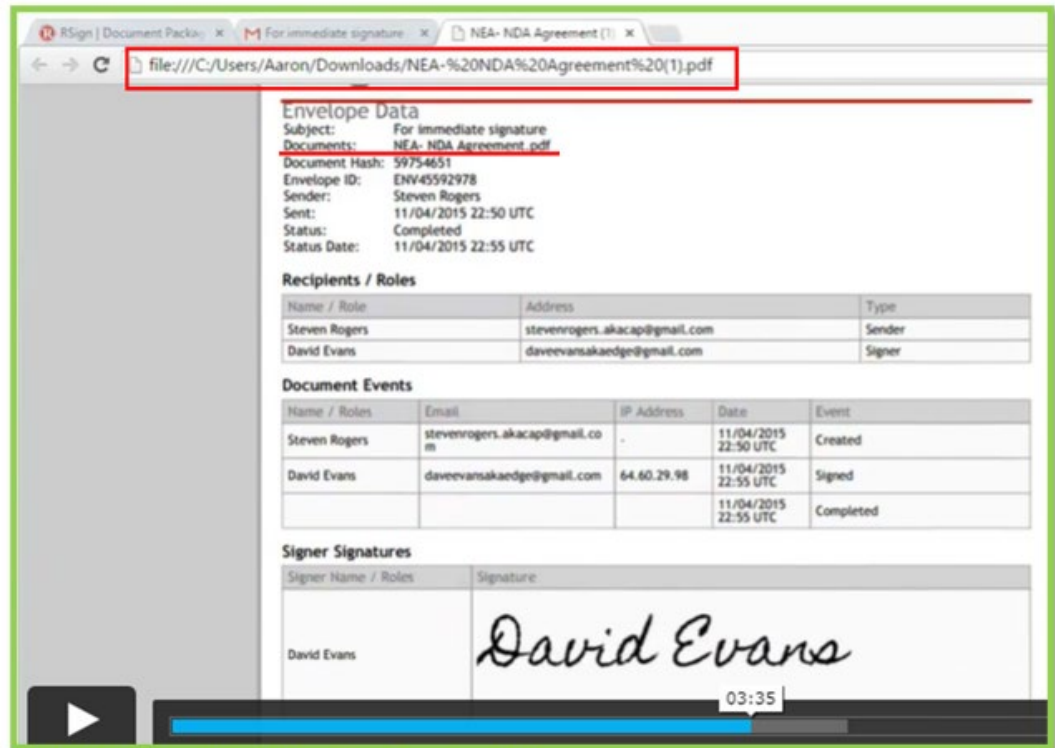 RSign | Document Packag
For immediate signature
NEA- NDA Agreement (1)
file:///C:/Users/Aaron/Downloads/NEA-%20NDA%20Agreement%20(1).pdf
Envelope Data
Subject: For immediate signature
Documents: NEA- NDA Agreement.pdf
Document Hash: 59754651
Envelope ID: ENV45592978
Sender: Steven Rogers
Sent: 11/04/2015 22:50 UTC
Status: Completed
Status Date: 11/04/2015 22:55 UTC
Recipients / Roles
Name / Role Address Type
Steven Rogers stevenrogers.akacap@gmail.com Sender
David Evans daveevansakaedge@gmail.com Signer
Document Events
Name / Roles Email IP Address Date Event
Steven Rogers stevenrogers.akacap@gmail.co
m - 11/04/2015
22:50 UTC Created
David Evans daveevansakaedge@gmail.com 64.60.29.98 11/04/2015
22:55 UTC Signed
11/04/2015
22:55 UTC Completed
Signer Signatures
Signer Name / Roles Signature
David Evans David Evans
03:35